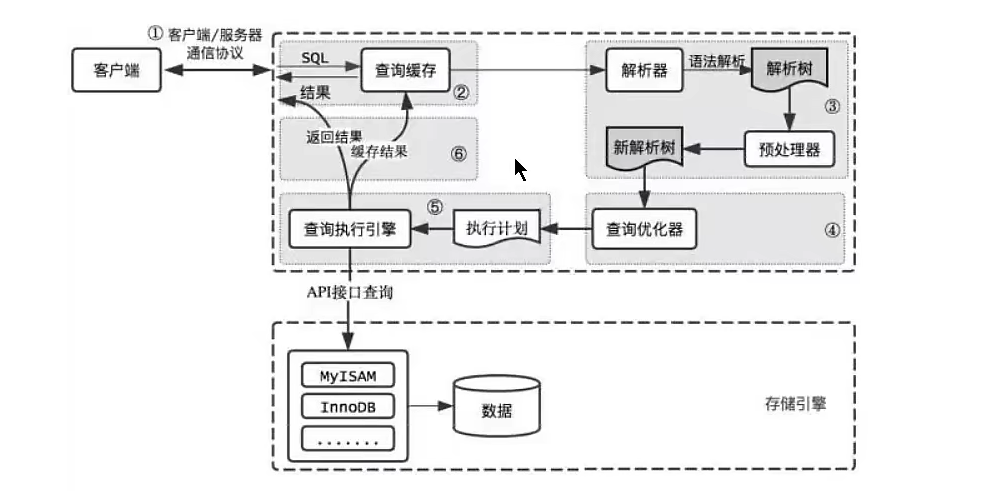 ① 客户端/服务器
通信协议
客户端
SQL
结果
查询缓存
②
解析器
语法解析
解析树
③
新解析树
预处理器
返回结果
缓存结果
⑥
查询执行引擎
⑤
执行计划
查询优化器
④
API接口查询
MyISAM
InnoDB
.......
数据
存储引擎